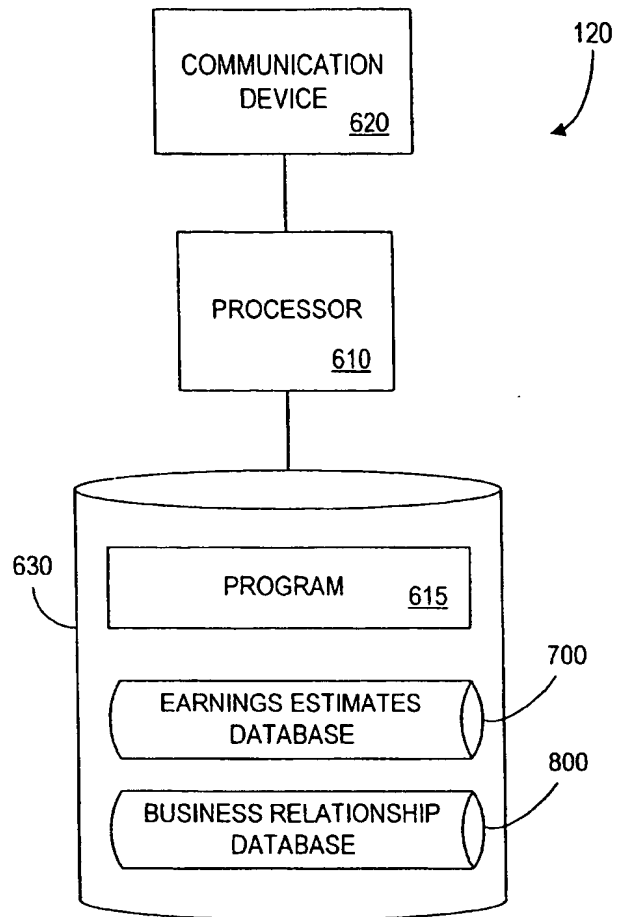 COMMUNICATION
DEVICE
620
120
PROCESSOR
610
630
PROGRAM
615
700
EARNINGS ESTIMATES
DATABASE
800
BUSINESS RELATIONSHIP
DATABASE